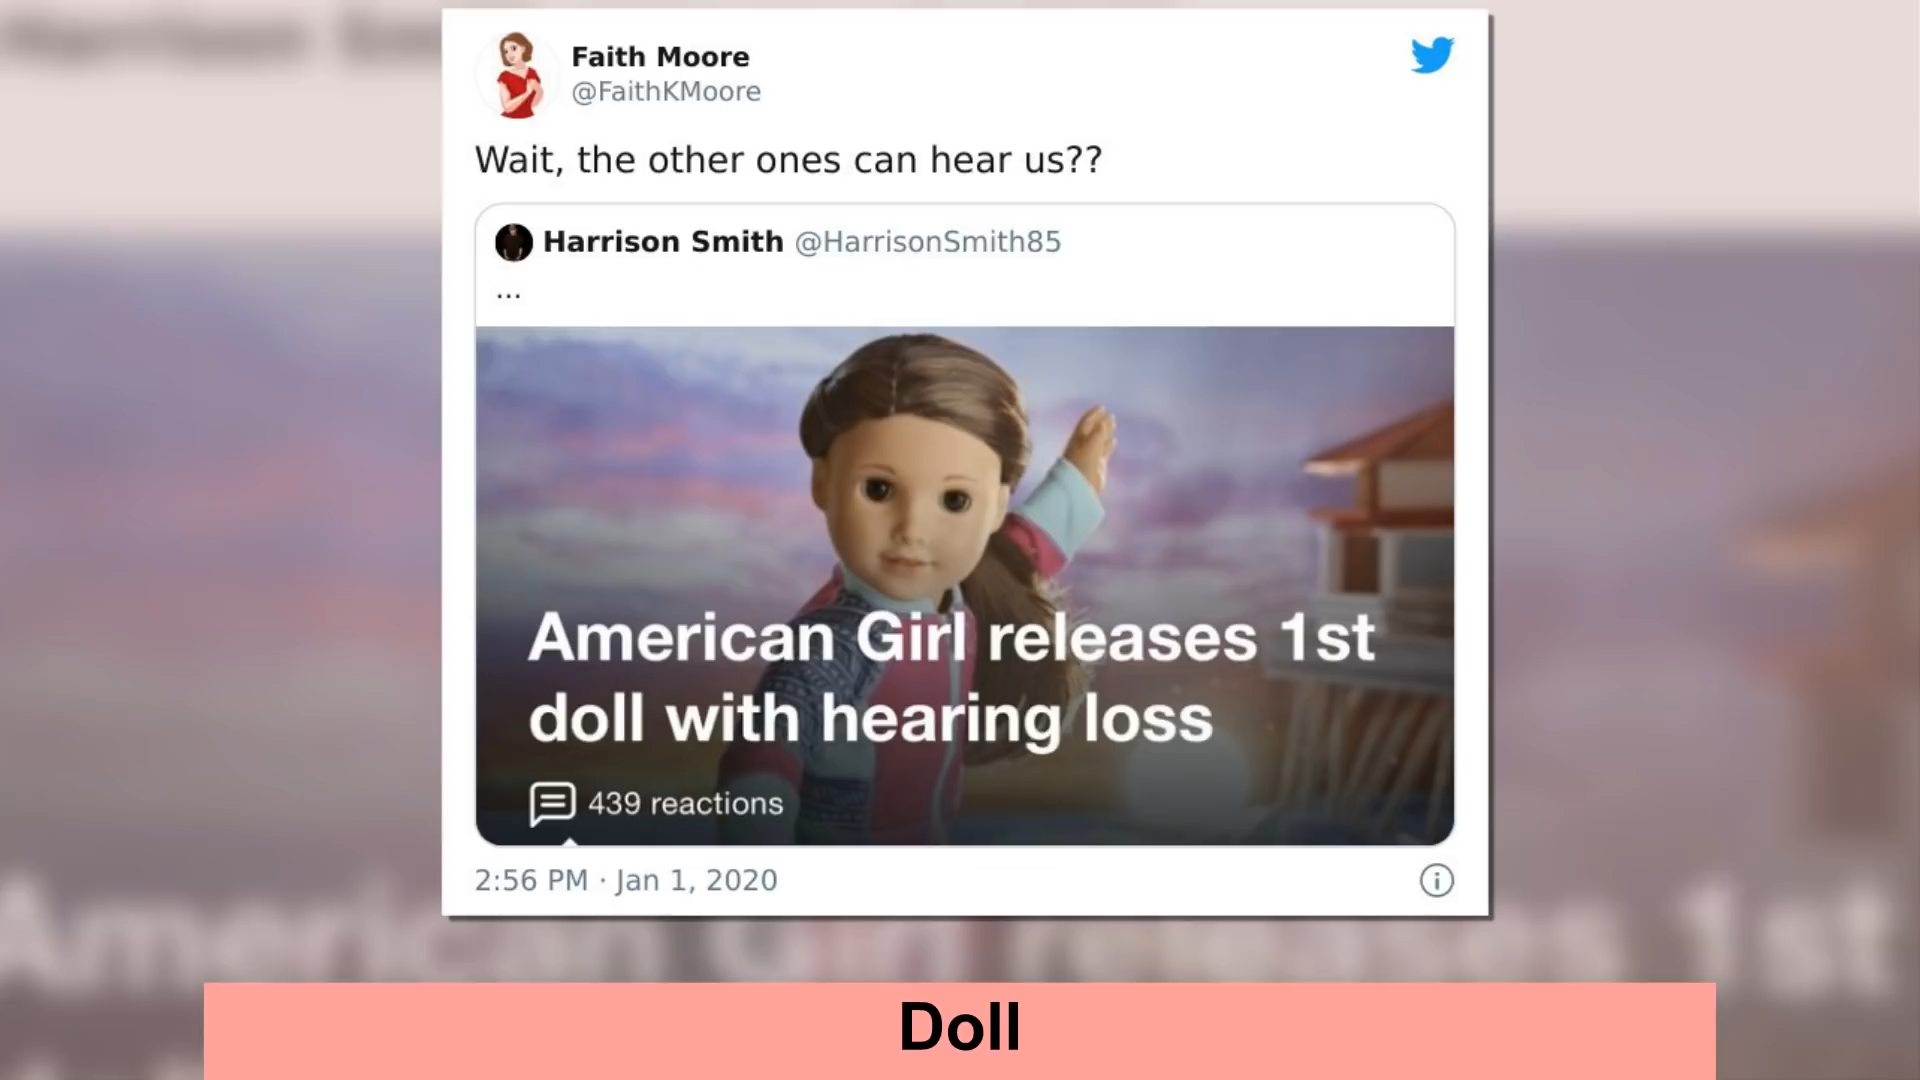 Faith Moore
@FaithKMoore
Wait, the other ones can hear us??
Harrison Smith @HarrisonSmith85
...
American Girl releases 1st
doll with hearing loss
439 reactions
2:56 PM · Jan 1, 2020
Doll